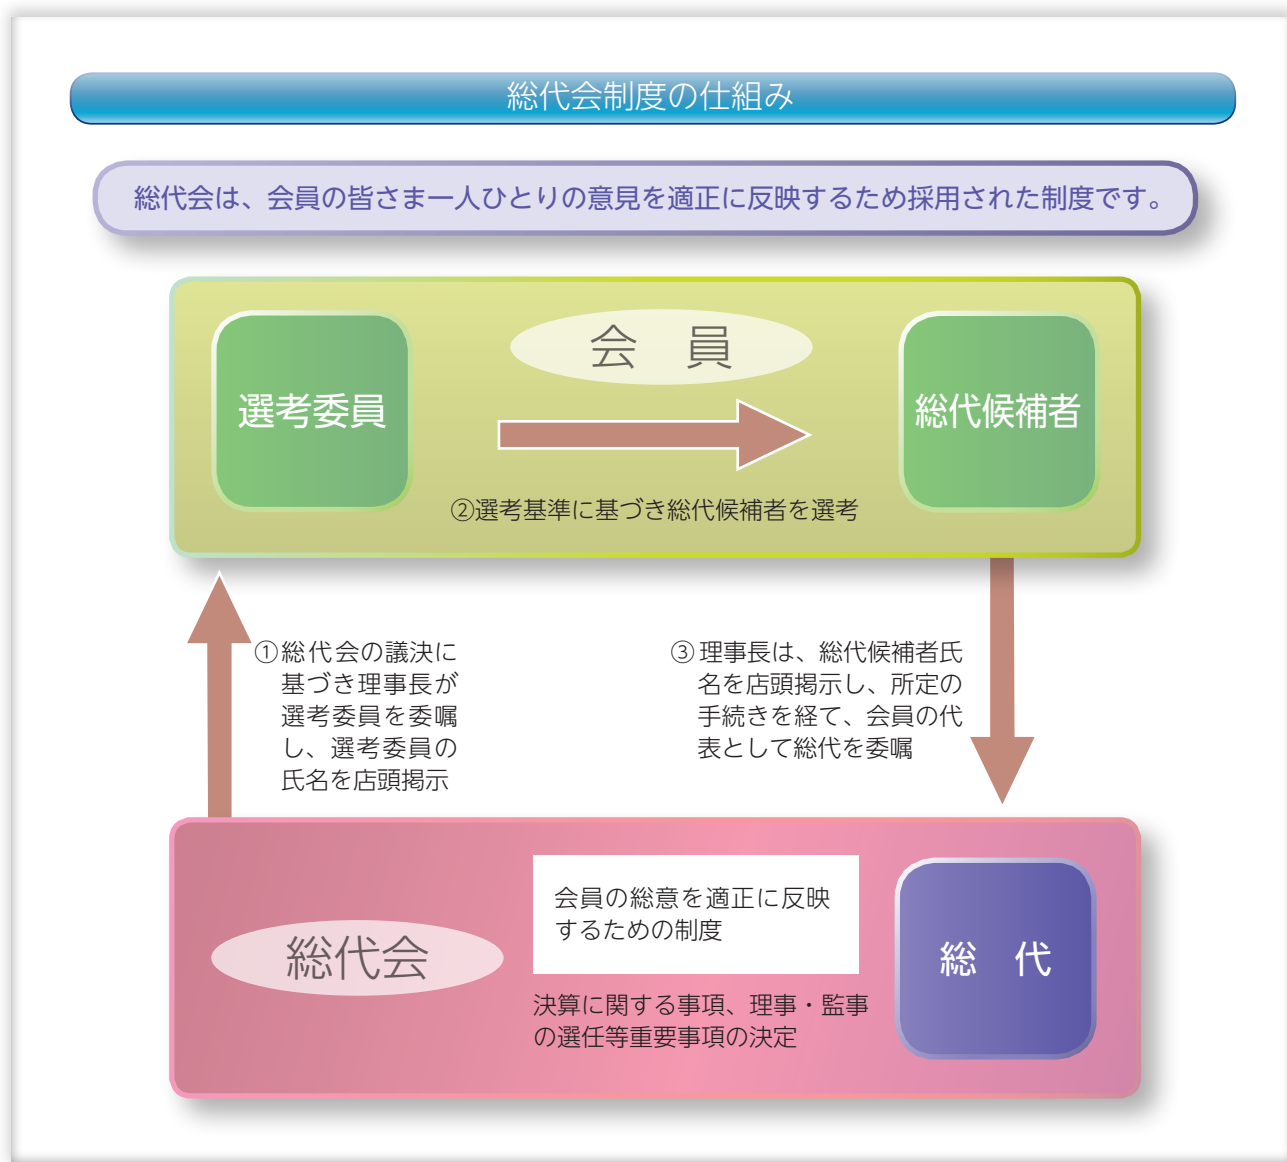 総代会制度の仕組み
総代会は、会員の皆さま一人ひとりの意見を適正に反映するため採用された制度です。
会　員
選考委員
総代候補者
②選考基準に基づき総代候補者を選考
①総代会の議決に
基づき理事長が
選考委員を委嘱
し、選考委員の
氏名を店頭掲示
③理事長は、総代候補者氏
名を店頭掲示し、所定の
手続きを経て、会員の代
表として総代を委嘱
総代会
会員の総意を適正に反映
するための制度
決算に関する事項、理事・監事
の選任等重要事項の決定
総　代